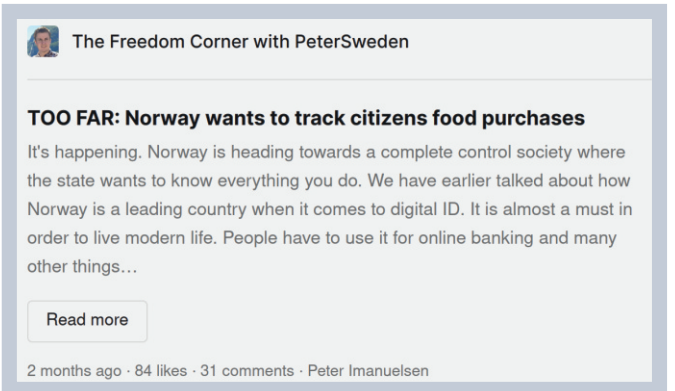 The Freedom Corner with PeterSweden
TOO FAR: Norway wants to track citizens food purchases
It's happening. Norway is heading towards a complete control society where
the state wants to know everything you do. We have earlier talked about how
Norway is a leading country when it comes to digital ID. It is almost a must in
order to live modern life. People have to use it for online banking and many
other things…
Read more
2 months ago · 84 likes · 31 comments · Peter Imanuelsen